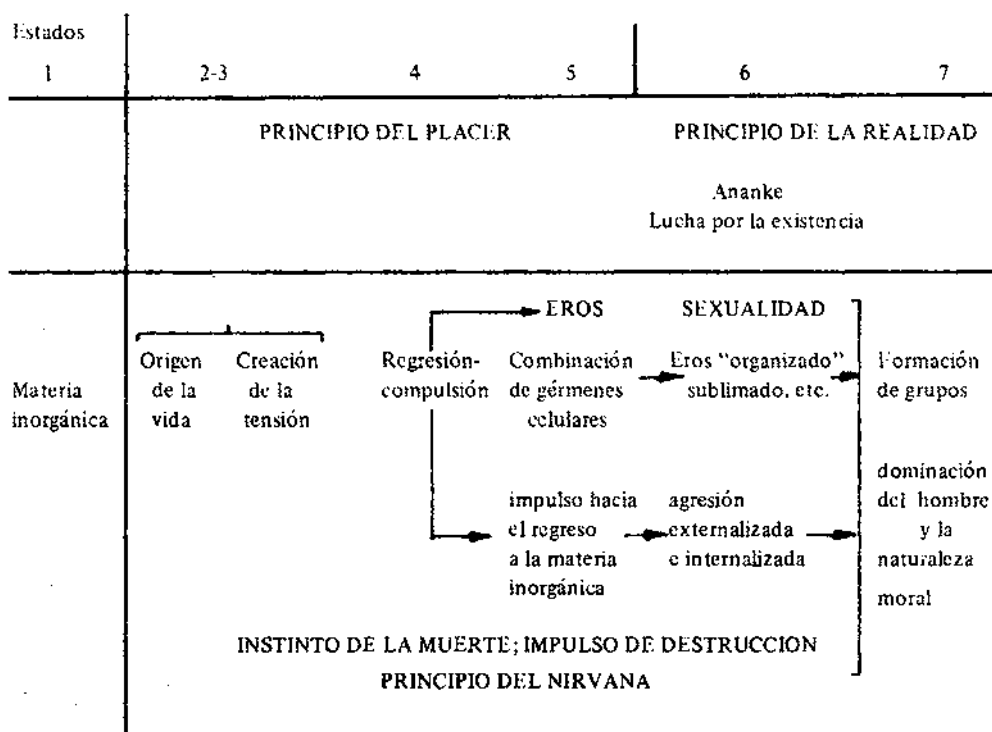 Estados
1 2-3 4 5 6 7
PRINCIPIO DEL PLACER PRINCIPIO DE LA REALIDAD
Ananke
Lucha por la existencia
EROS SEXUALIDAD
Origen Creación Regresión- Combinación Eros "organizado" Formación
Materia de la de la compulsión de gérmenes sublimado, etc. de grupos
inorgánica vida tensión celulares
dominación
impulso hacia agresión del hombre
el regreso externalizada y la
a la materia e internalizada naturaleza
inorgánica moral
INSTINTO DE LA MUERTE; IMPULSO DE DESTRUCCION
PRINCIPIO DEL NIRVANA